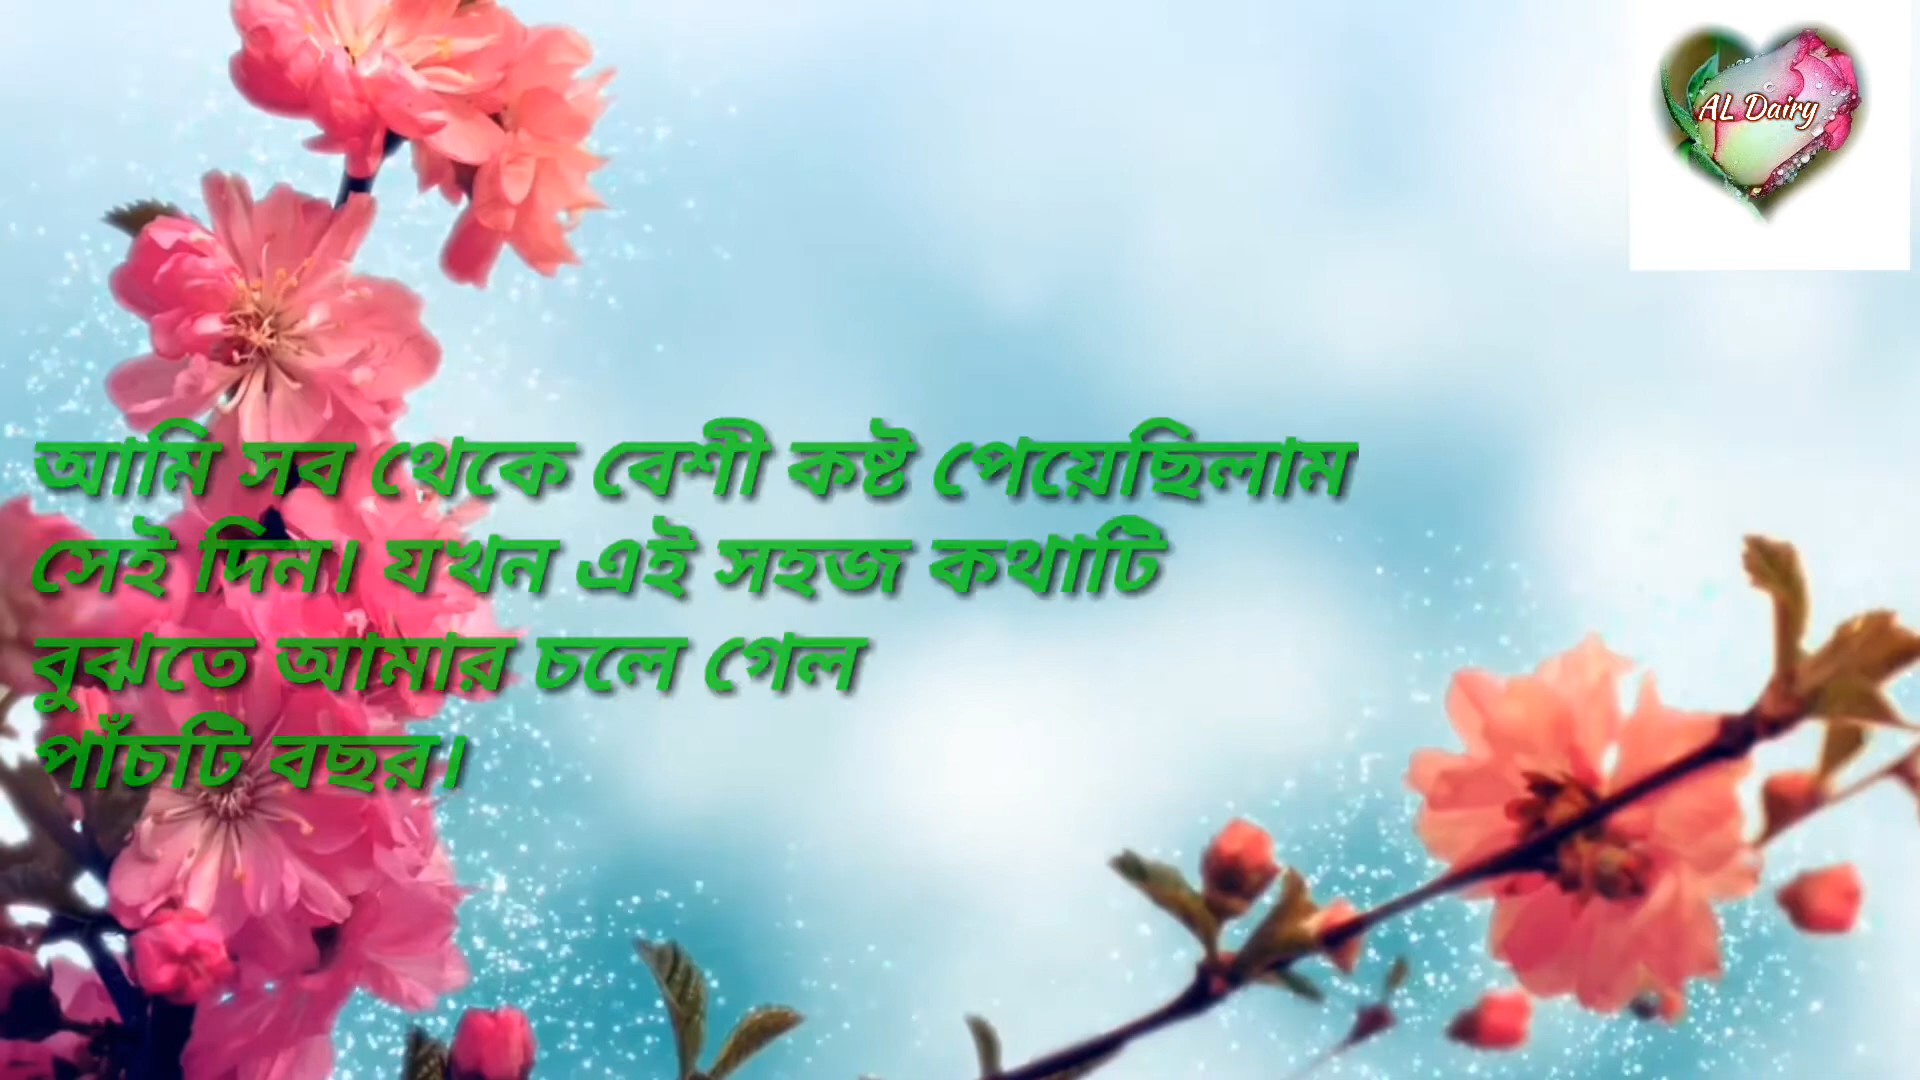 AL Dairy
আমি সব থেকে বেশী কষ্ট পেয়েছিলাম
সেই দিন। যখন এই সহজ কথাটি
বুঝতে আমার চলে গেল
পাঁচটি বছর।